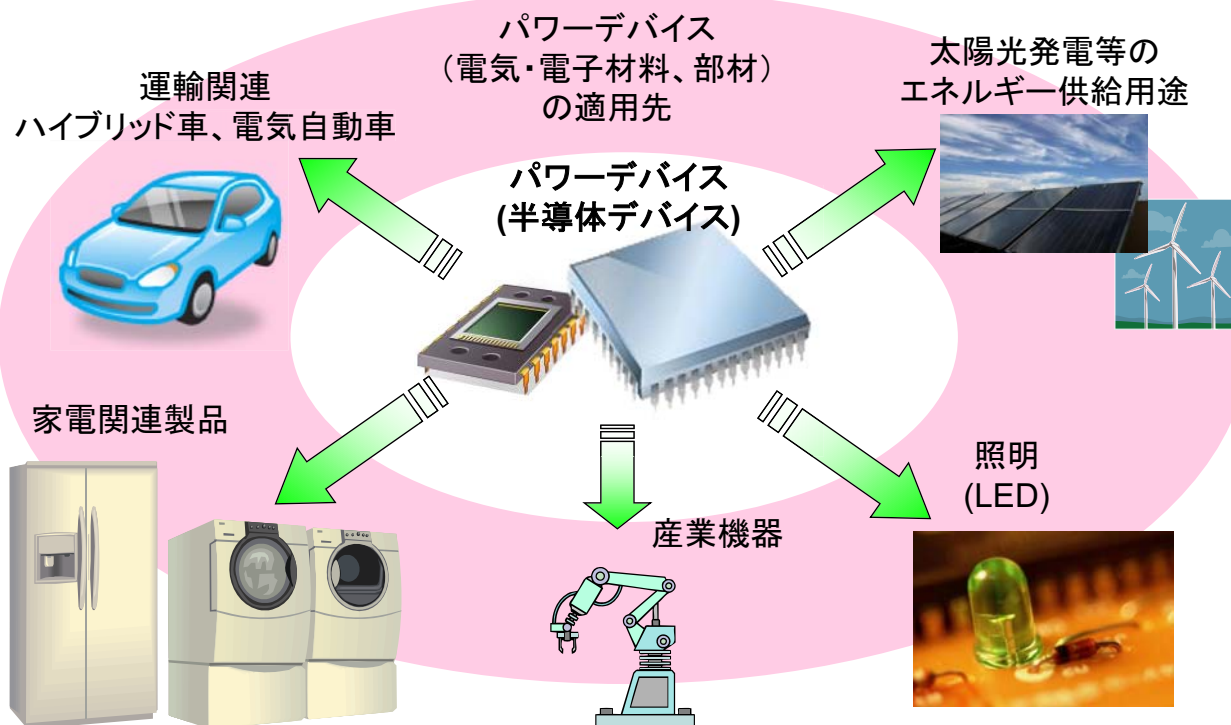 パワーデバイス
（電気・電子材料、部材）
の適用先
運輸関連
ハイブリッド車、電気自動車
太陽光発電等の
エネルギー供給用途
パワーデバイス
(半導体デバイス)
家電関連製品
産業機器
照明
(LED)